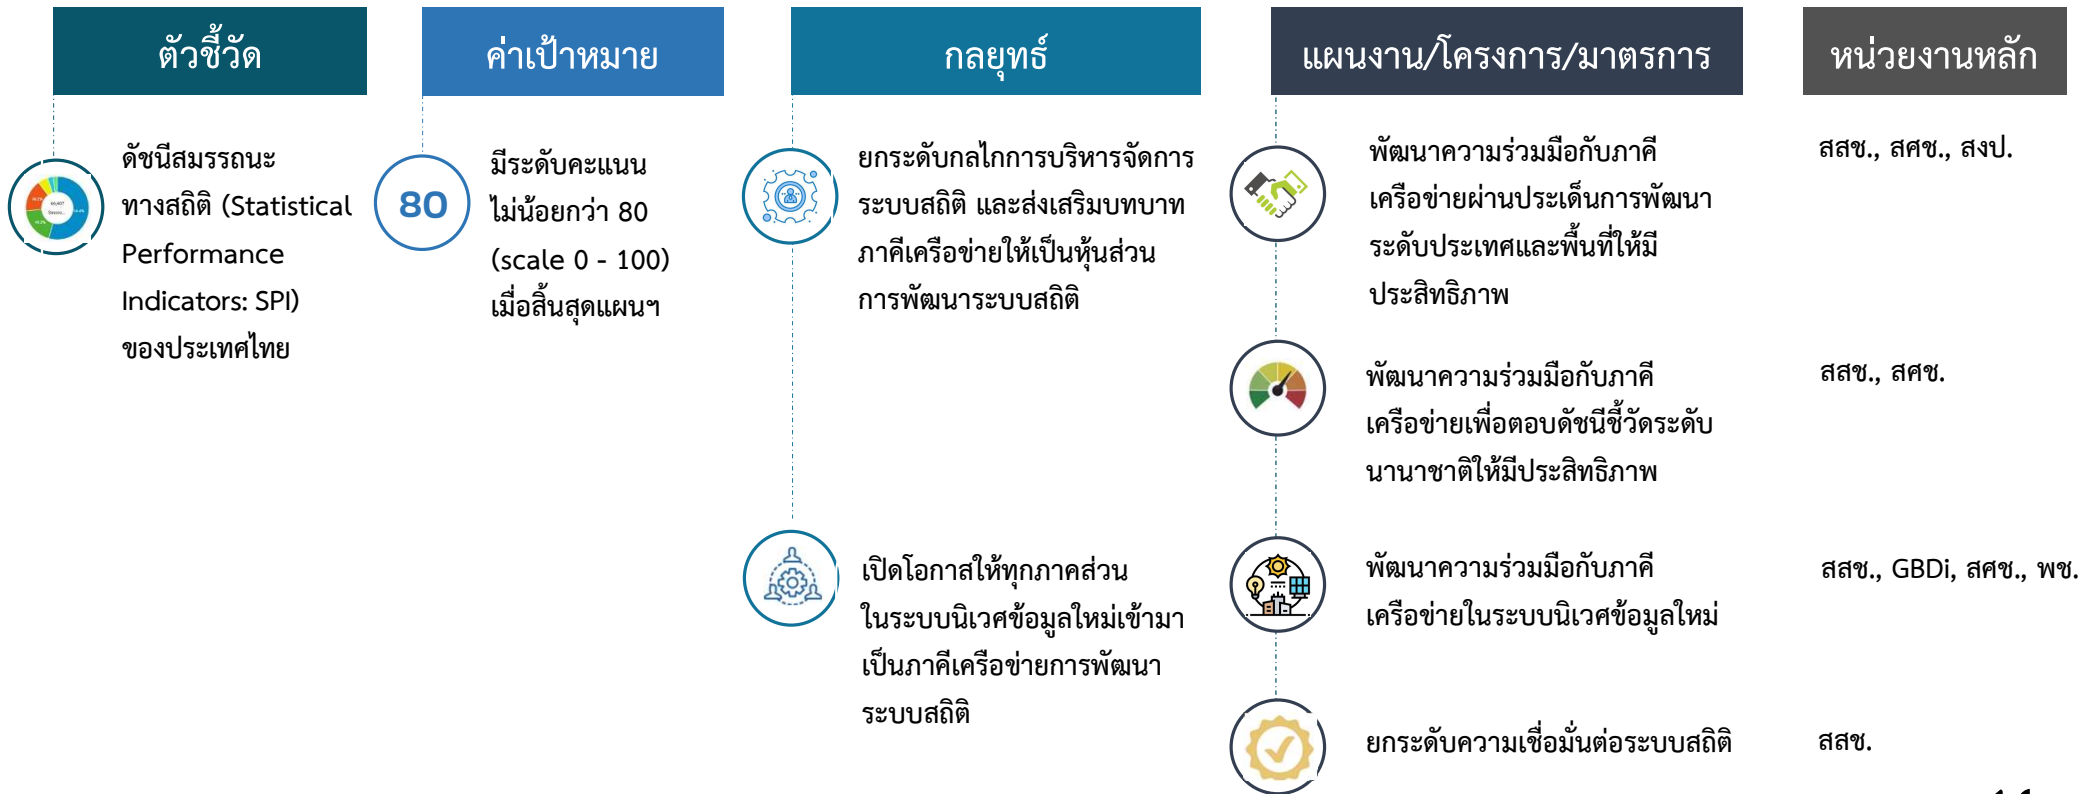 ตัวชี้วัด
ค่าเป้าหมาย
กลยุทธ์
แผนงาน/โครงการ/มาตรการ
หน่วยงานหลัก
ดัชนีสมรรถนะ
ทางสถิติ (Statistical
Performance
Indicators: SPI)
ของประเทศไทย
80
มีระดับคะแนน
ไม่น้อยกว่า 80
(scale 0 - 100)
เมื่อสิ้นสุดแผนฯ
ยกระดับกลไกการบริหารจัดการ
ระบบสถิติ และส่งเสริมบทบาท
ภาคีเครือข่ายให้เป็นหุ้นส่วน
การพัฒนาระบบสถิติ
เปิดโอกาสให้ทุกภาคส่วน
ในระบบนิเวศข้อมูลใหม่เข้ามา
เป็นภาคีเครือข่ายการพัฒนา
ระบบสถิติ
พัฒนาความร่วมมือกับภาคี
เครือข่ายผ่านประเด็นการพัฒนา
ระดับประเทศและพื้นที่ให้มี
ประสิทธิภาพ
สสช., สศช., สงป.
พัฒนาความร่วมมือกับภาคี
เครือข่ายเพื่อตอบดัชนีชี้วัดระดับ
นานาชาติให้มีประสิทธิภาพ
สสช., สศช.
พัฒนาความร่วมมือกับภาคี
เครือข่ายในระบบนิเวศข้อมูลใหม่
สสช., GBDi, สศช., พช.
ยกระดับความเชื่อมั่นต่อระบบสถิติ
สสช.